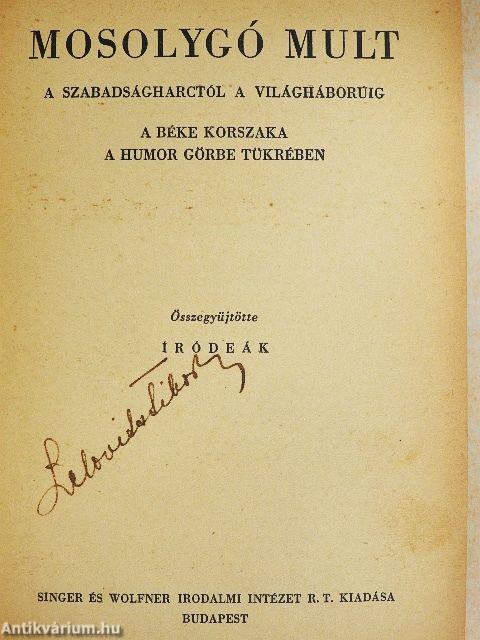 MOSOLYGÓ MULT
A SZABADSÁGHARCTÓL A VILÁGHÁBORÚIG
A BÉKE KORSZAKA
A HUMOR GÖRBE TÜKRÉBEN
Összegyüjtötte
ÍRÓDEÁK
SINGER ÉS WOLFNER IRODALMI INTÉZET R. T. KIADÁSA
BUDAPEST
Antikvárium.hu